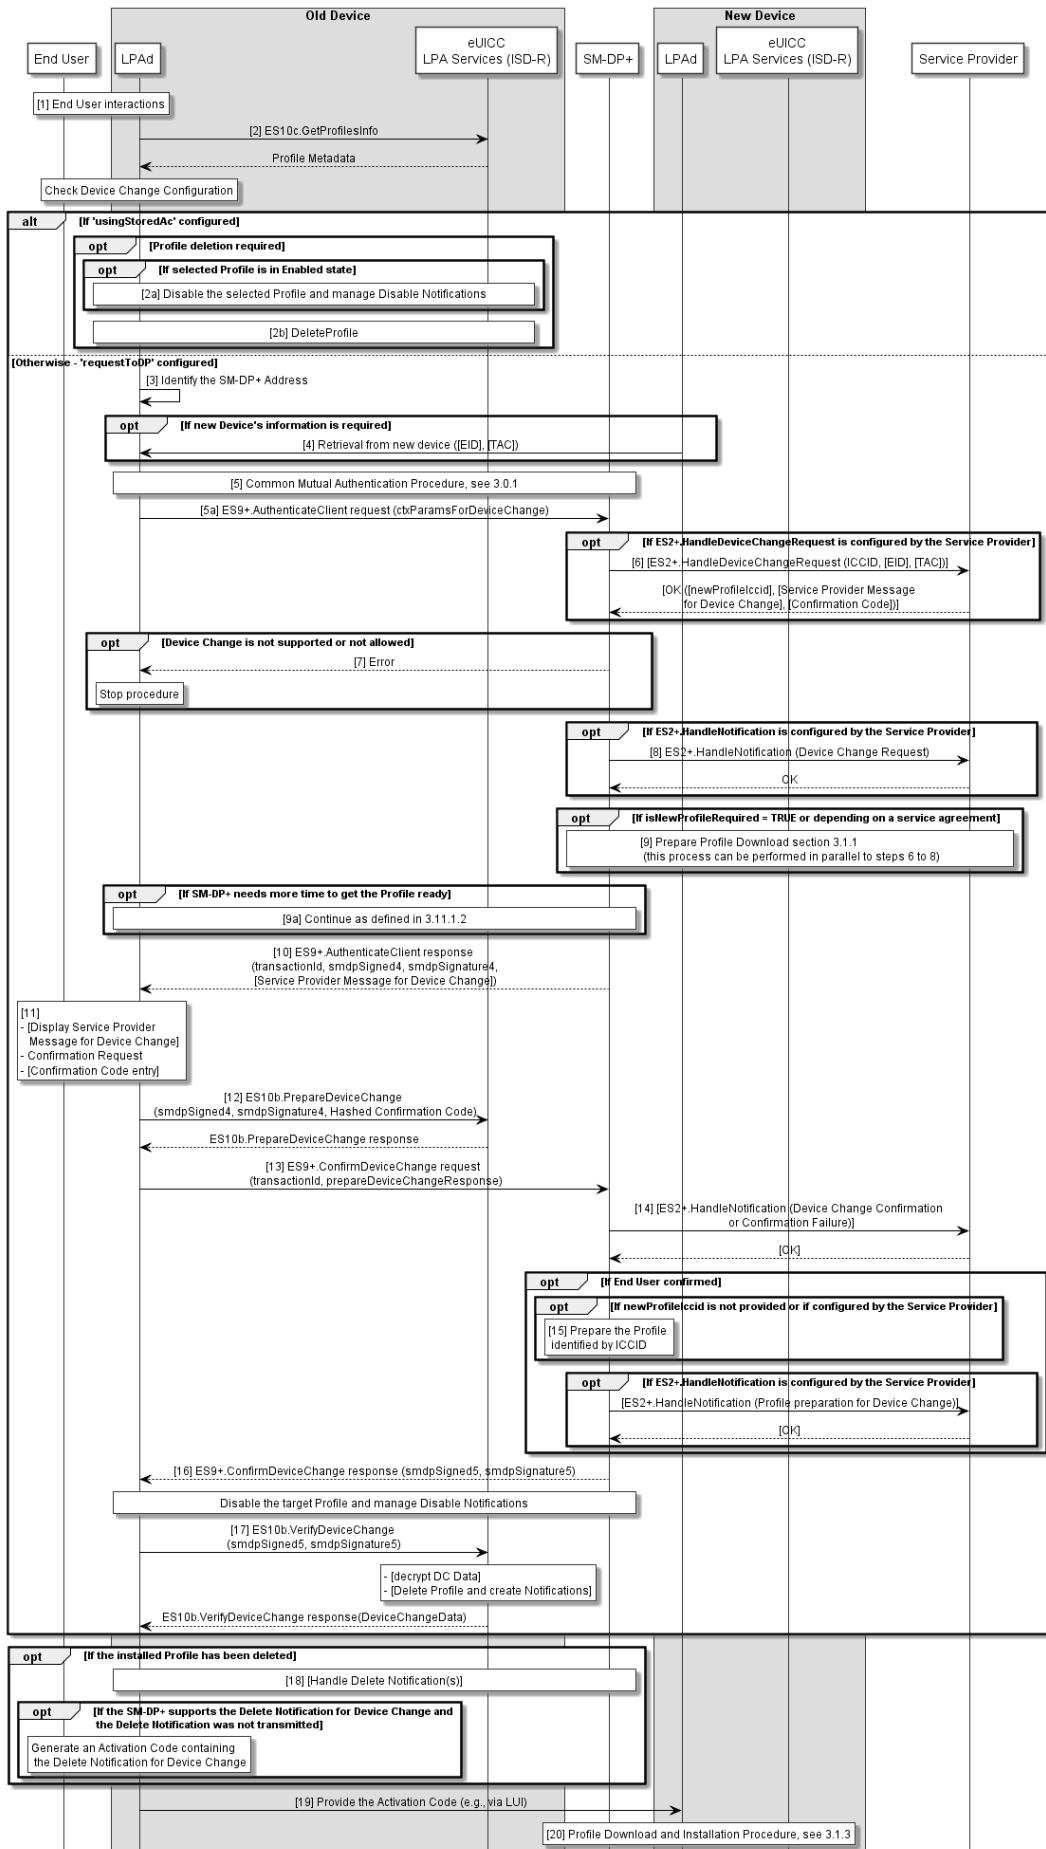 Old Device
New Device
End User
LPAd
eUICC
LPA Services (ISD-R)
SM-DP+
LPAd
eUICC
LPA Services (ISD-R)
Service Provider
[1] End User interactions
[2] ES10c.GetProfilesInfo
Profile Metadata
Check Device Change Configuration
alt
[If 'usingStoredAc' configured]
opt
[Profile deletion required]
opt
[If selected Profile is in Enabled state]
[2a] Disable the selected Profile and manage Disable Notifications
[2b] DeleteProfile
[Otherwise - 'requestToDP' configured]
[3] Identify the SM-DP+ Address
opt
[If new Device's information is required]
[4] Retrieval from new device ([EID], [TAC])
[5] Common Mutual Authentication Procedure, see 3.0.1
[5a] ES9+.AuthenticateClient request (ctxParamsForDeviceChange)
opt
[If ES2+.HandleDeviceChangeRequest is configured by the Service Provider]
[6] [ES2+.HandleDeviceChangeRequest (ICCID, [EID], [TAC])]
[OK ([newProfileIccid], [Service Provider Message
for Device Change], [Confirmation Code])]
opt
[Device Change is not supported or not allowed]
[7] Error
Stop procedure
opt
[If ES2+.HandleNotification is configured by the Service Provider]
[8] ES2+.HandleNotification (Device Change Request)
OK
opt
[If isNewProfileRequired = TRUE or depending on a service agreement]
[9] Prepare Profile Download section 3.1.1
(this process can be performed in parallel to steps 6 to 8)
opt
[If SM-DP+ needs more time to get the Profile ready]
[9a] Continue as defined in 3.11.1.2
[10] ES9+.AuthenticateClient response
(transactionId, smdpSigned4, smdpSignature4,
[Service Provider Message for Device Change])
[11]
- [Display Service Provider
Message for Device Change]
- Confirmation Request
- [Confirmation Code entry]
[12] ES10b.PrepareDeviceChange
(smdpSigned4, smdpSignature4, Hashed Confirmation Code)
ES10b.PrepareDeviceChange response
[13] ES9+.ConfirmDeviceChange request
(transactionId, prepareDeviceChangeResponse)
[14] [ES2+.HandleNotification (Device Change Confirmation
or Confirmation Failure)]
[OK]
opt
[If End User confirmed]
opt
[If newProfileIccid is not provided or if configured by the Service Provider]
[15] Prepare the Profile
identified by ICCID
opt
[If ES2+.HandleNotification is configured by the Service Provider]
[ES2+.HandleNotification (Profile preparation for Device Change)]
[OK]
[16] ES9+.ConfirmDeviceChange response (smdpSigned5, smdpSignature5)
Disable the target Profile and manage Disable Notifications
[17] ES10b.VerifyDeviceChange
(smdpSigned5, smdpSignature5)
- [decrypt DC Data]
- [Delete Profile and create Notifications]
ES10b.VerifyDeviceChange response(DeviceChangeData)
opt
[If the installed Profile has been deleted]
[18] [Handle Delete Notification(s)]
opt
[If the SM-DP+ supports the Delete Notification for Device Change and
the Delete Notification was not transmitted]
Generate an Activation Code containing
the Delete Notification for Device Change
[19] Provide the Activation Code (e.g., via LUI)
[20] Profile Download and Installation Procedure, see 3.1.3